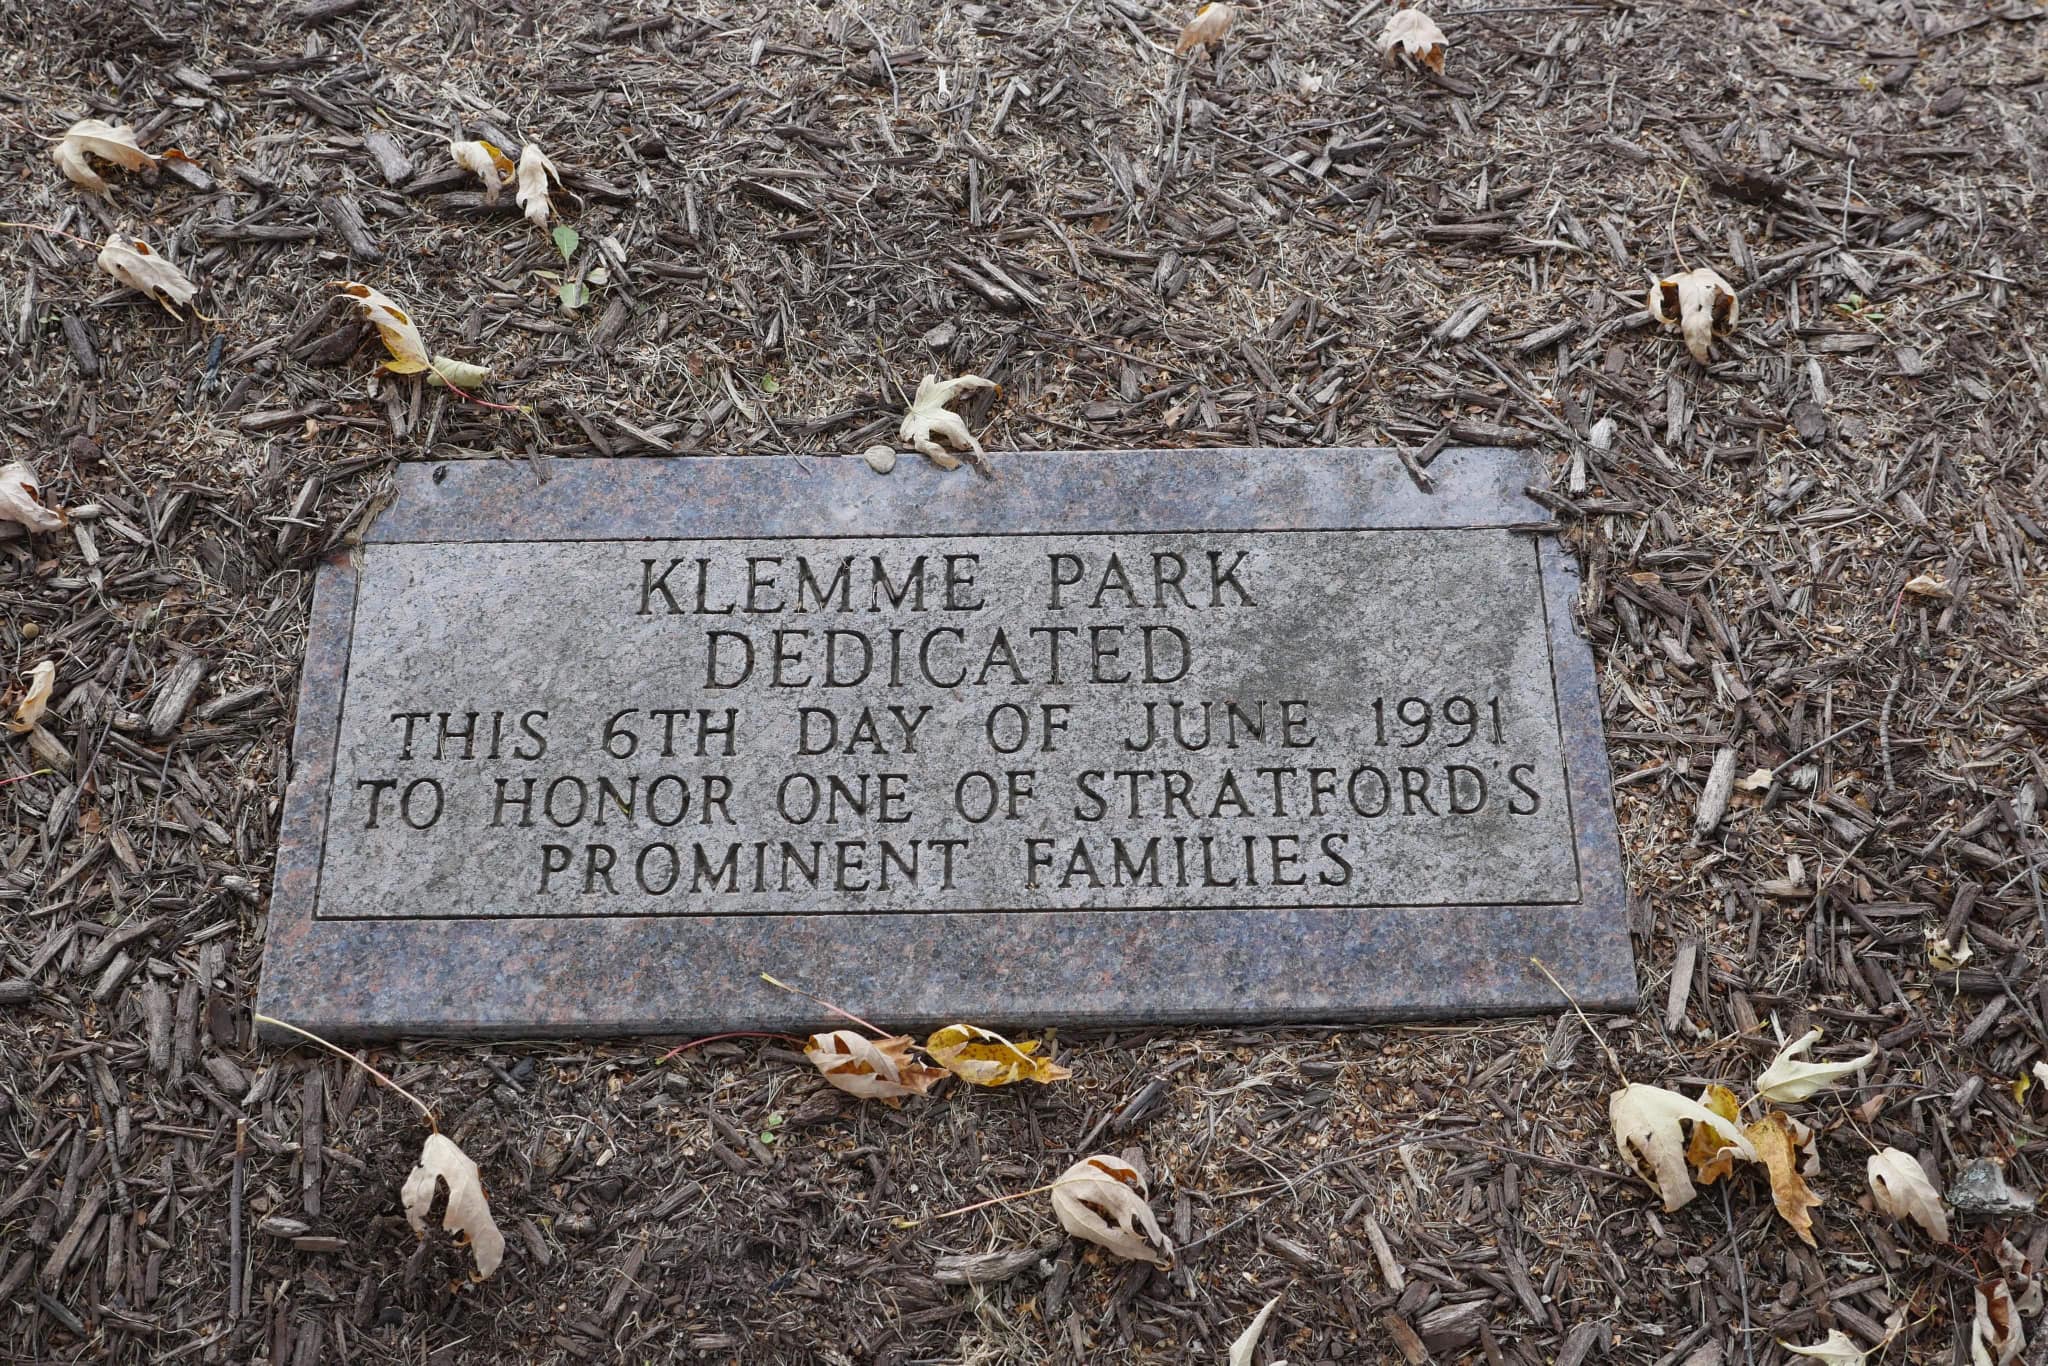 KLEMME PARK
DEDICATED
THIS 6TH DAY OF JUNE 1991
TO HONOR ONE OF STRATFORD'S
PROMINENT FAMILIES